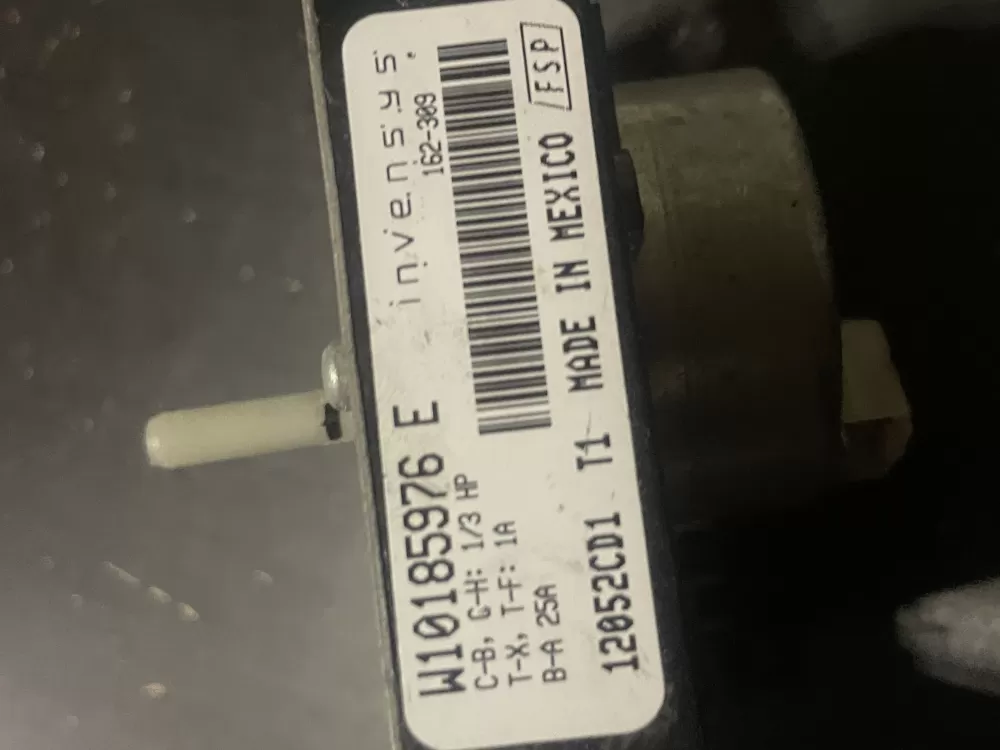 invensys
162-309
W10185976 E
C-B, G-H: 1/3 HP
T-X, T-F: 1A
B-A 25A
FSP
12052CD1 T1 MADE IN MEXICO